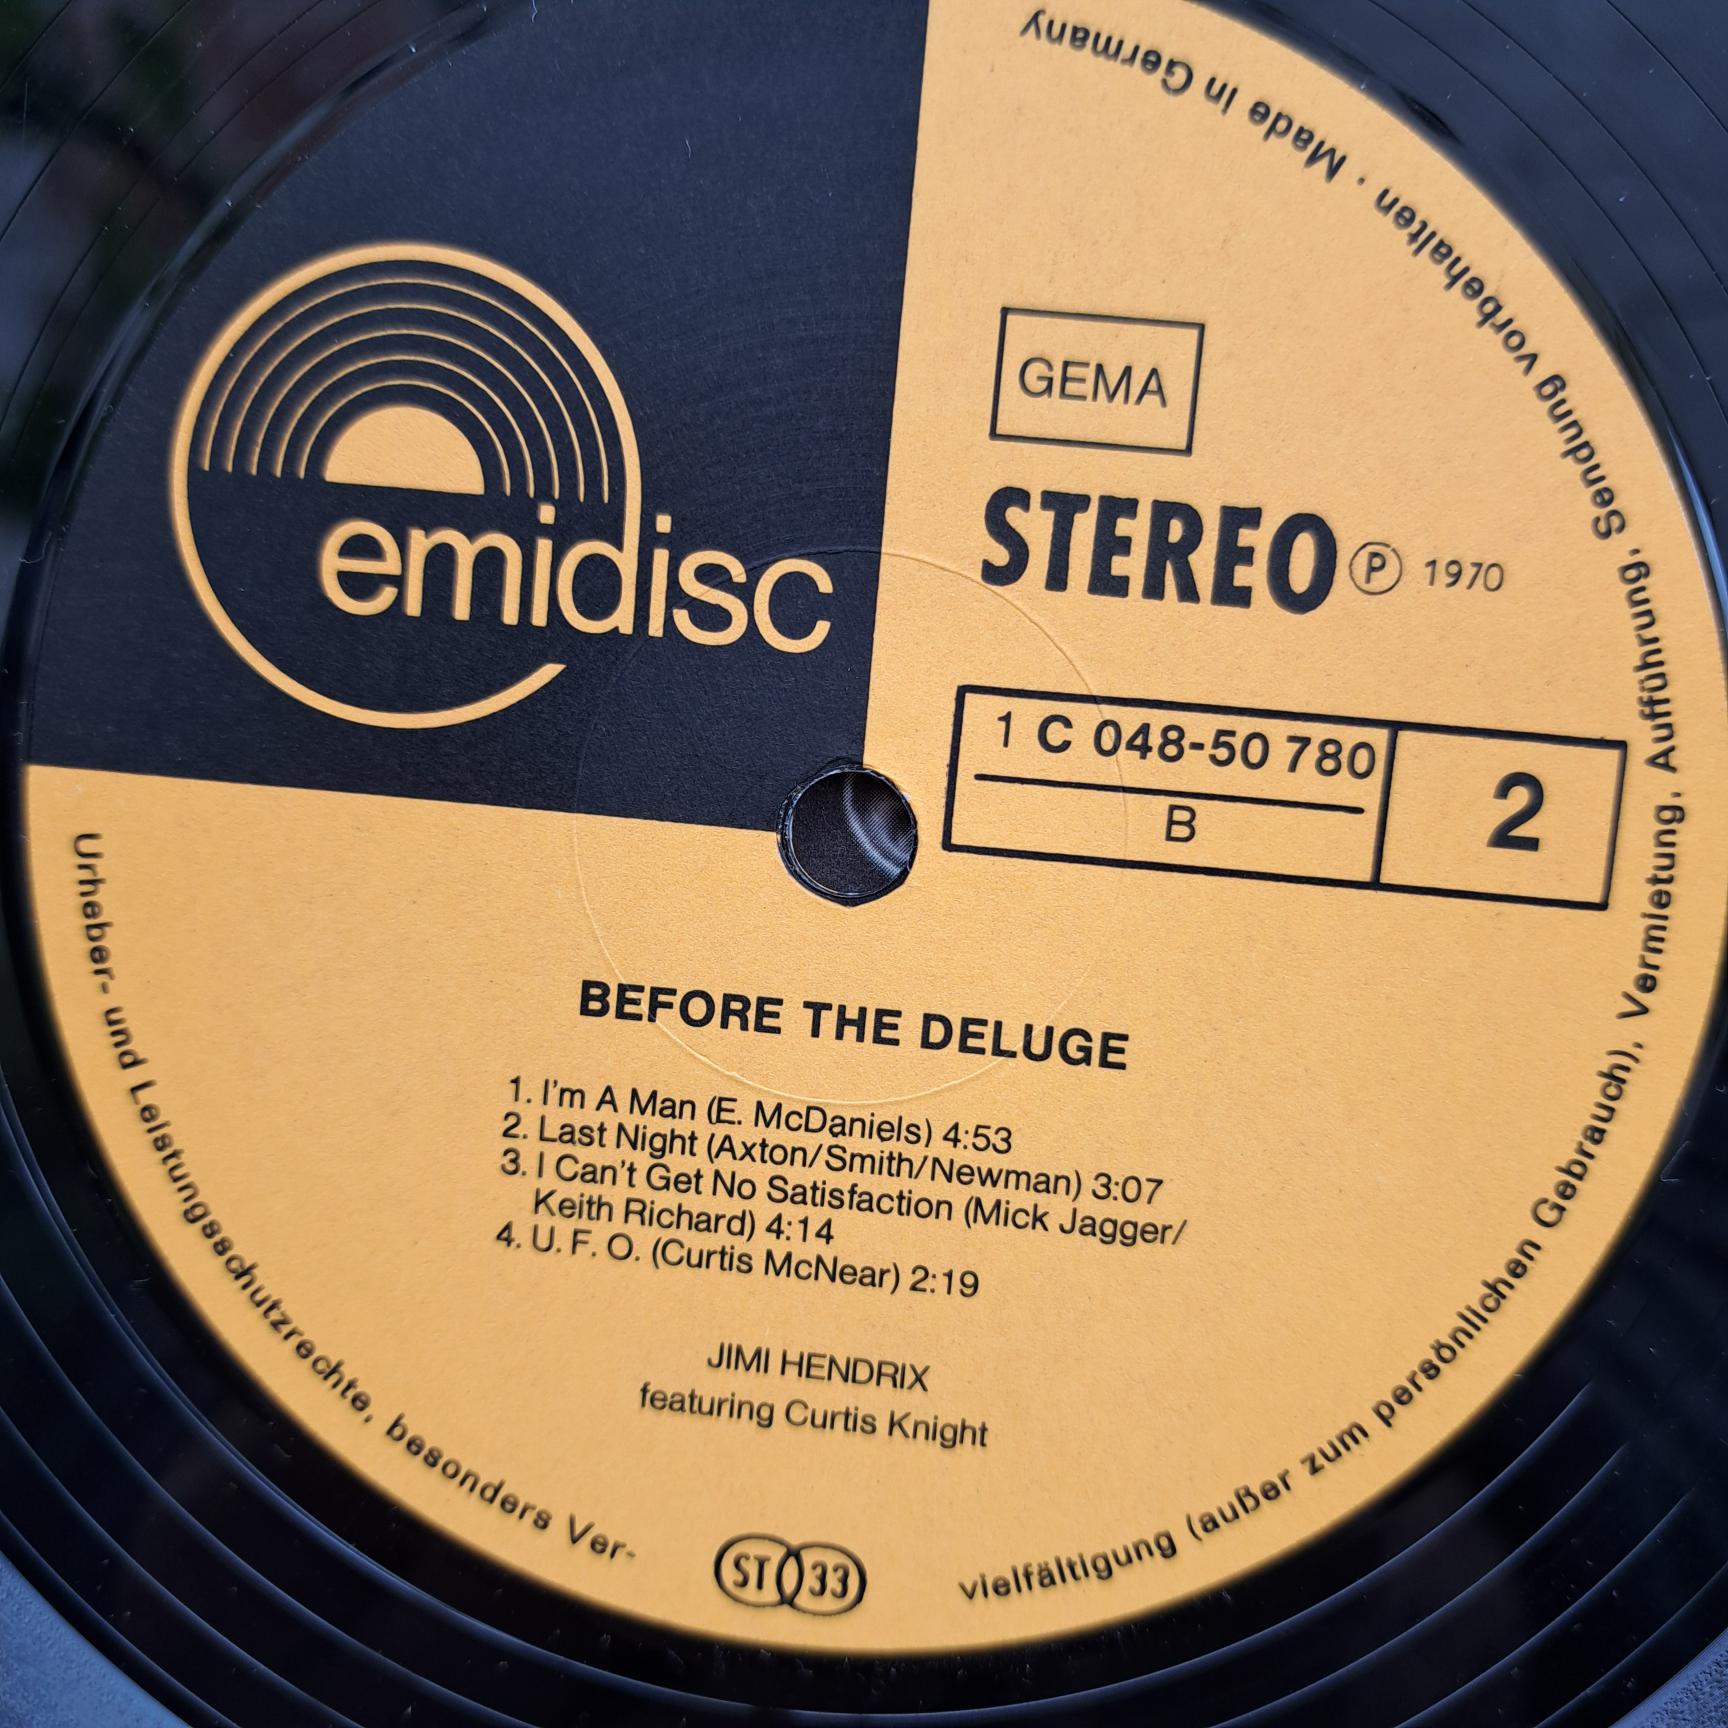 emidisc
GEMA
STEREO Ⓟ 1970
1 C 048-50 780
B
2
BEFORE THE DELUGE
1. I'm A Man (E. McDaniels) 4:53
2. Last Night (Axton/Smith/Newman) 3:07
3. I Can't Get No Satisfaction (Mick Jagger/
Keith Richard) 4:14
4. U. F. O. (Curtis McNear) 2:19
JIMI HENDRIX
featuring Curtis Knight
ST 33
Urheber- und Leistungsschutzrechte, besonders Ver-
vielfältigung (außer zum persönlichen Gebrauch), Vermietung, Aufführung, Sendung vorbehalten · Made in Germany